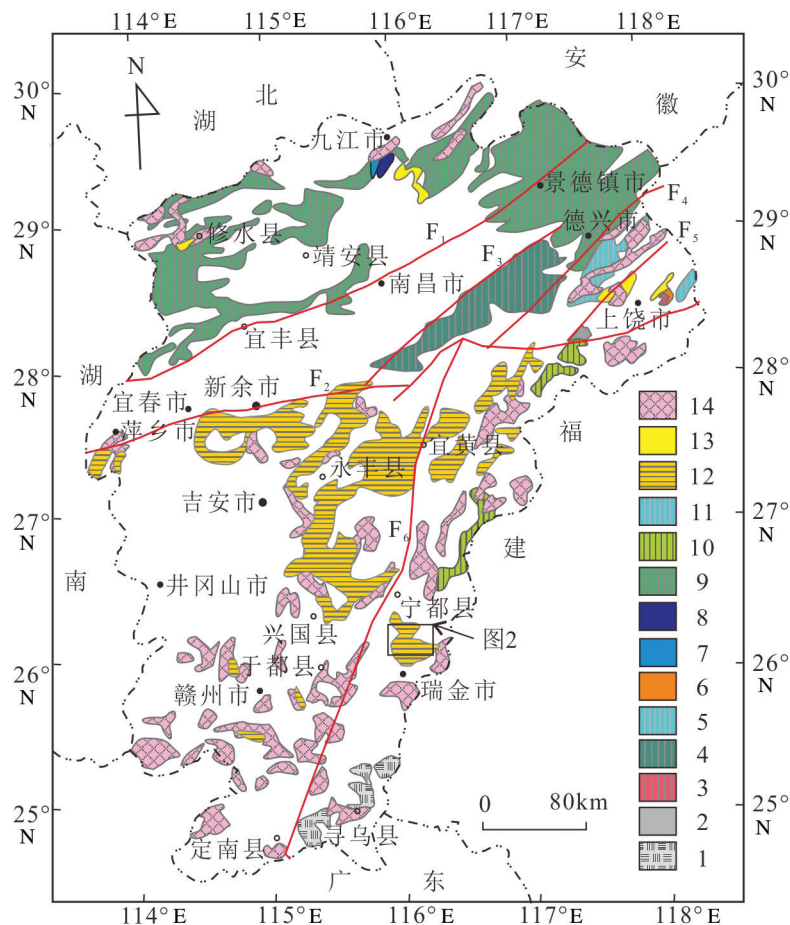 114°E 115°E 116°E 117°E 118°E
30°N
29°N
28°N
27°N
26°N
25°N
30°N
29°N
28°N
27°N
26°N
25°N
N
湖 北
安
徽
九江市
景德镇市
F4
德兴市
F5
修水县
F1
靖安县
F3
南昌市
上饶市
宜丰县
湖
F2
新余市
宜春市
萍乡市
宜黄县
福
永丰县
吉安市
F6
建
南
井冈山市
宁都县
兴国县
图2
于都县
赣州市
瑞金市
定南县
寻乌县
广 东
0 80km
14
13
12
11
10
9
8
7
6
5
4
3
2
1
114°E 115°E 116°E 117°E 118°E